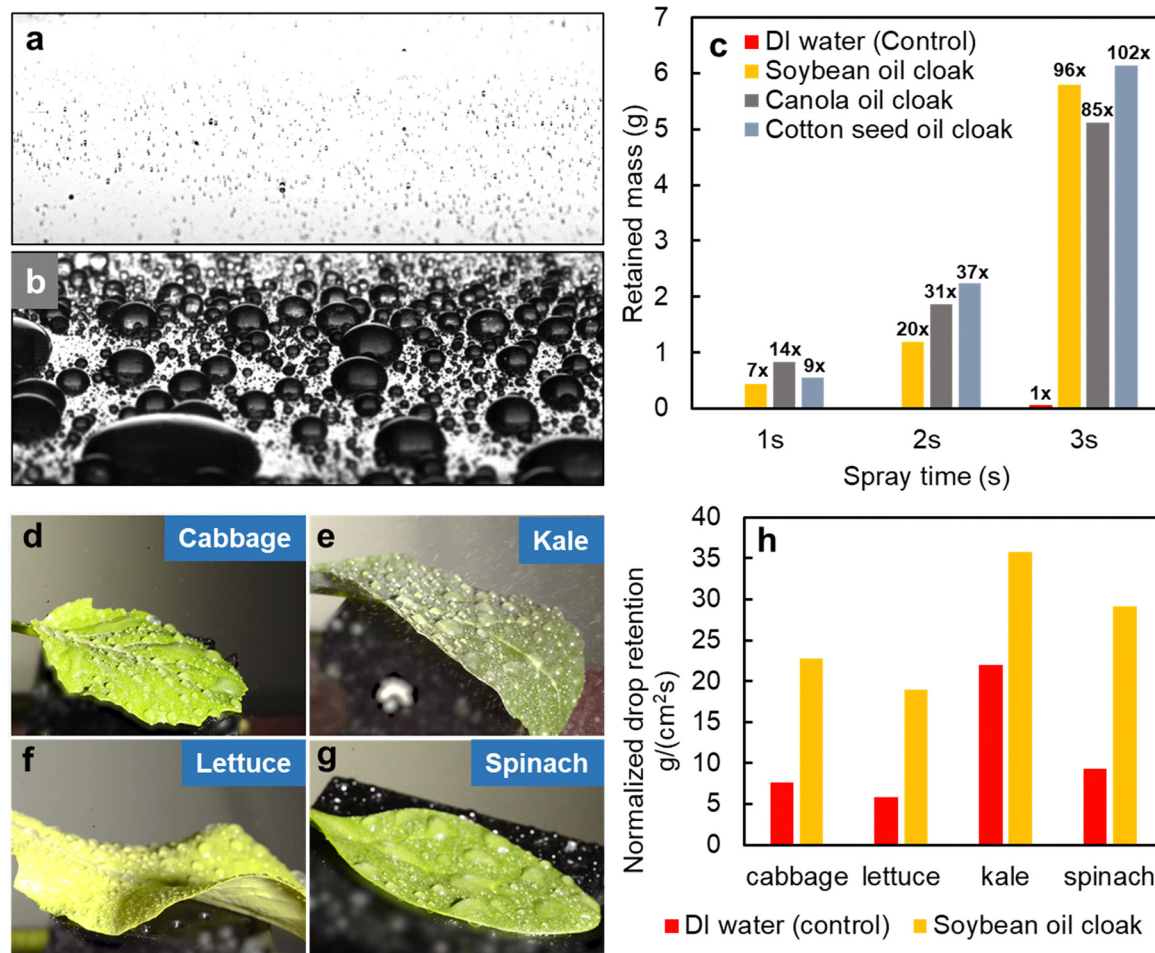 a
b
c
DI water (Control)
Soybean oil cloak
Canola oil cloak
Cotton seed oil cloak
Retained mass (g)
7
6
5
4
3
2
1
0
7x
14x
9x
20x
31x
37x
1x
96x
85x
102x
1s
2s
3s
Spray time (s)
d
Cabbage
e
Kale
f
Lettuce
g
Spinach
h
Normalized drop retention
g/(cm²s)
40
35
30
25
20
15
10
5
0
cabbage
lettuce
kale
spinach
DI water (control)
Soybean oil cloak